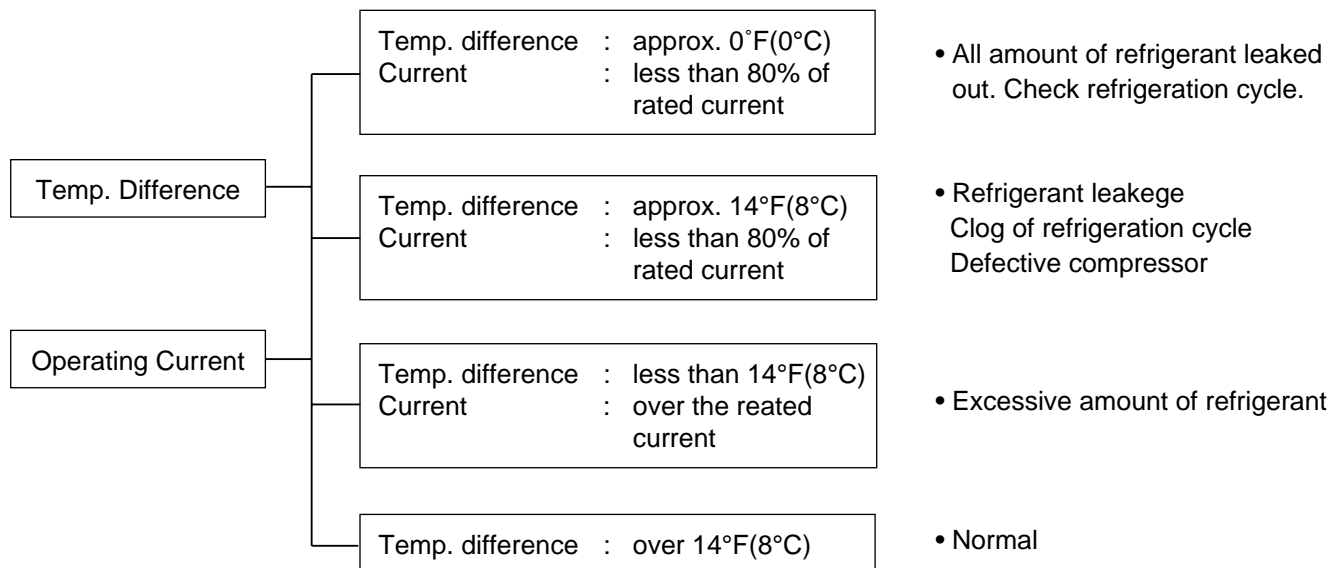 Temp. difference : approx. 0˚F(0°C)
Current : less than 80% of
rated current
• All amount of refrigerant leaked
out. Check refrigeration cycle.
Temp. Difference
Temp. difference : approx. 14°F(8°C)
Current : less than 80% of
rated current
• Refrigerant leakege
Clog of refrigeration cycle
Defective compressor
Operating Current
Temp. difference : less than 14°F(8°C)
Current : over the reated
current
• Excessive amount of refrigerant
Temp. difference : over 14°F(8°C)
• Normal